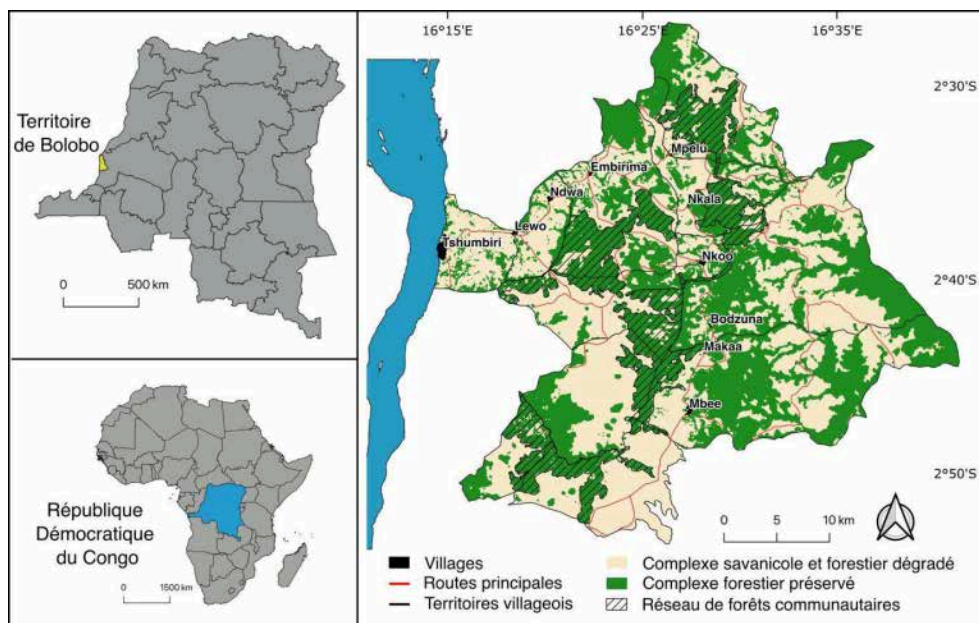 Territoire
de Bolobo
0 500 km
République
Démocratique
du Congo
0 1500 km
16°15'E 16°25'E 16°35'E
2°30'S
2°40'S
2°50'S
Mpelu
Embirima
Ndwa
Nkala
Lewo
Tshumbiri
Nkoo
Bodzuna
Makaa
Mbee
0 5 10 km
Villages
Routes principales
Territoires villageois
Complexe savanicole et forestier dégradé
Complexe forestier préservé
Réseau de forêts communautaires